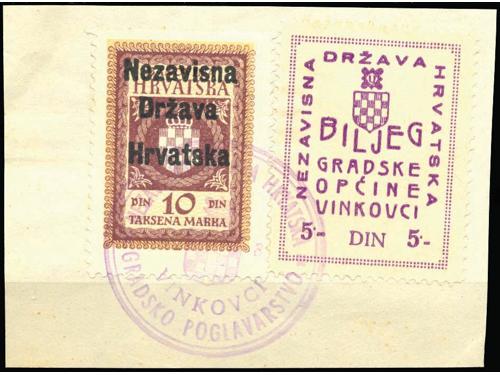 Nezavisna
HRVATSKA
Država
Hrvatska
DIN 10 DIN
TAKSENA MARKA
NEZAVISNA DRŽAVA HRVATSKA
BILJEG
GRADSKE
OPĆINE
VINKOVCI
5·- DIN 5·-
VINKOVCI
GRADSKO POGLAVARSTVO